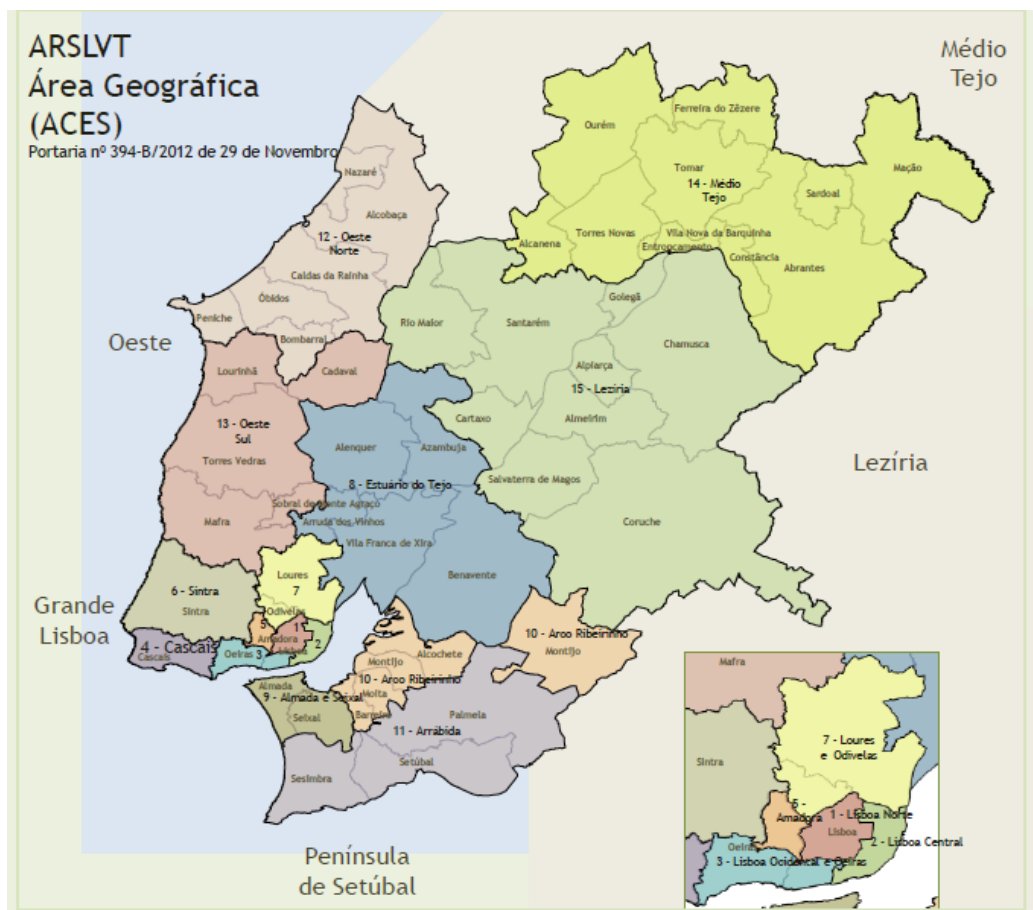 ARSLVT
Área Geográfica
(ACES)
Portaria nº 394-B/2012 de 29 de Novembro
Médio
Tejo
Ferreira do Zêzere
Ourém
Mação
Tomar
14 - Médio
Tejo
Sardoal
Nazaré
Alcobaça
12 - Oeste
Norte
Torres Novas
Vila Nova da Barquinha
Alcanena
Entroncamento
Constância
Abrantes
Caldas da Rainha
Óbidos
Golegã
Peniche
Rio Maior
Santarém
Oeste
Bombarral
Chamusca
Lourinhã
Cadaval
Alpiarça
15 - Lezíria
Cartaxo
Almeirim
13 - Oeste
Sul
Torres Vedras
Alenquer
Azambuja
Lezíria
8 - Estuário do Tejo
Salvaterra de Magos
Sobral de Monte Agraço
Mafra
Arruda dos Vinhos
Coruche
Vila Franca de Xira
Loures
Benavente
6 - Sintra
7
Grande
Lisboa
Sintra
Odivelas
5
1
10 - Arco Ribeirinho
Amadora
2
4 - Cascais
Oeiras
3
Lisboa
Alcochete
Montijo
Cascais
Montijo
10 - Arco Ribeirinho
Almada
9 - Almada e Seixal
Moita
Seixal
Barreiro
Palmela
11 - Arrábida
Setúbal
Sesimbra
Península
de Setúbal
Mafra
7 - Loures
e Odivelas
Sintra
5 -
Amadora
1 - Lisboa Norte
Lisboa
2 - Lisboa Central
Oeiras
3 - Lisboa Ocidental e Oeiras